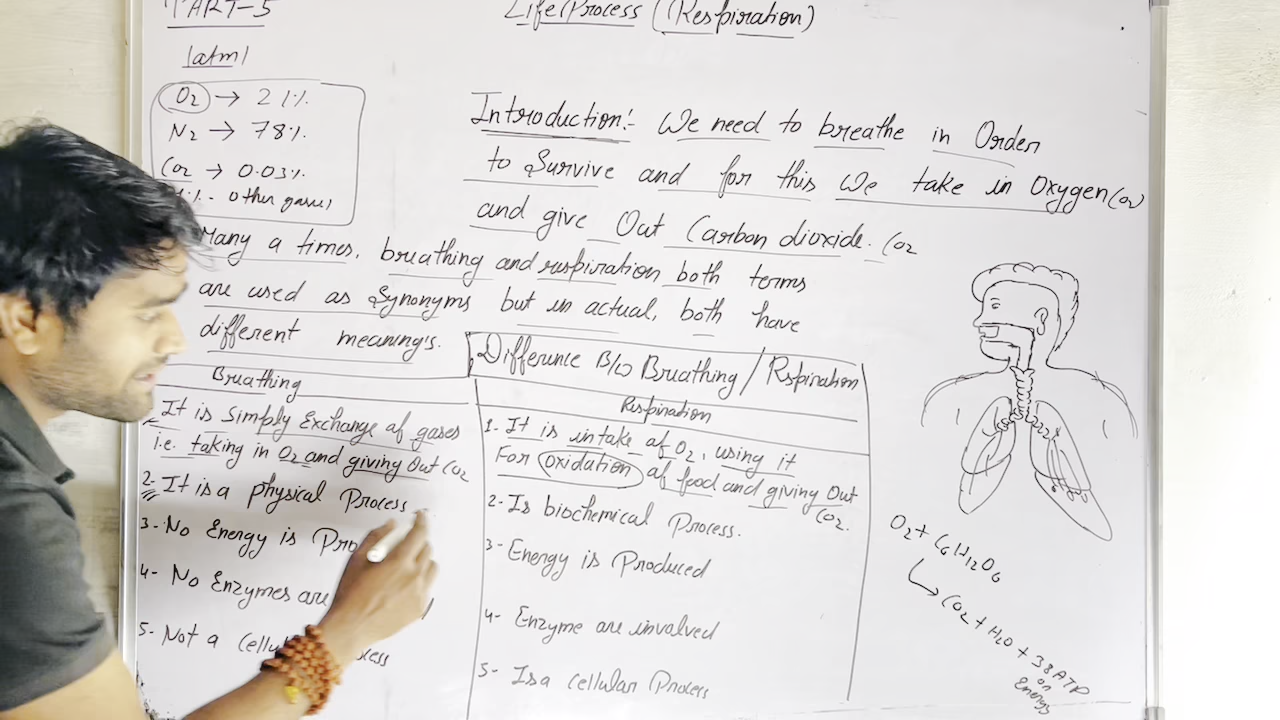 PART-5
Life Process (Respiration)
1atm
O2 → 21%
N2 → 78%
CO2 → 0.03%
1% - other gases
Introduction:- We need to breathe in Order
to Survive and for this we take in Oxygen (O2)
and give Out Carbon dioxide. CO2
Many a times, breathing and respiration both terms
are used as Synonyms but in actual, both have
different meaning's.
Difference B/w Breathing / Rspiration
Breathing
It is Simply Exchange of gases
i.e. taking in O2 and giving Out CO2
2- It is a physical Process
3- No Energy is
4- No Enzymes are
5- Not a
Respiration
1- It is intake of O2, using it
For oxidation of food and giving Out
CO2.
2- Is biochemical Process.
3- Energy is Produced
4- Enzyme are involved
5- Is a cellular Process
O2 + C6H12O6
→ CO2 + H2O + 38ATP
or
Energy